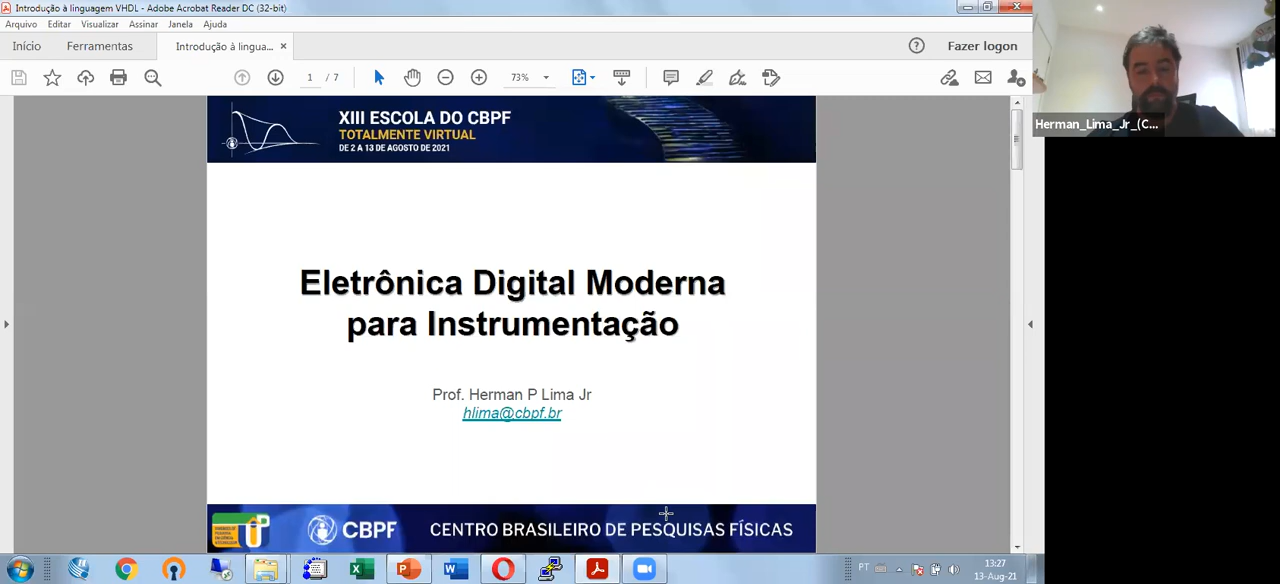 Introdução à linguagem VHDL - Adobe Acrobat Reader DC (32-bit)
Arquivo Editar Visualizar Assinar Janela Ajuda
Início Ferramentas Introdução à lingua... × Fazer logon
1 / 7 73%
XIII ESCOLA DO CBPF
TOTALMENTE VIRTUAL
DE 2 A 13 DE AGOSTO DE 2021
Herman_Lima_Jr_(C...
Eletrônica Digital Moderna
para Instrumentação
Prof. Herman P Lima Jr
hlima@cbpf.br
CBPF CENTRO BRASILEIRO DE PESQUISAS FÍSICAS
PT 13:27
13-Aug-21